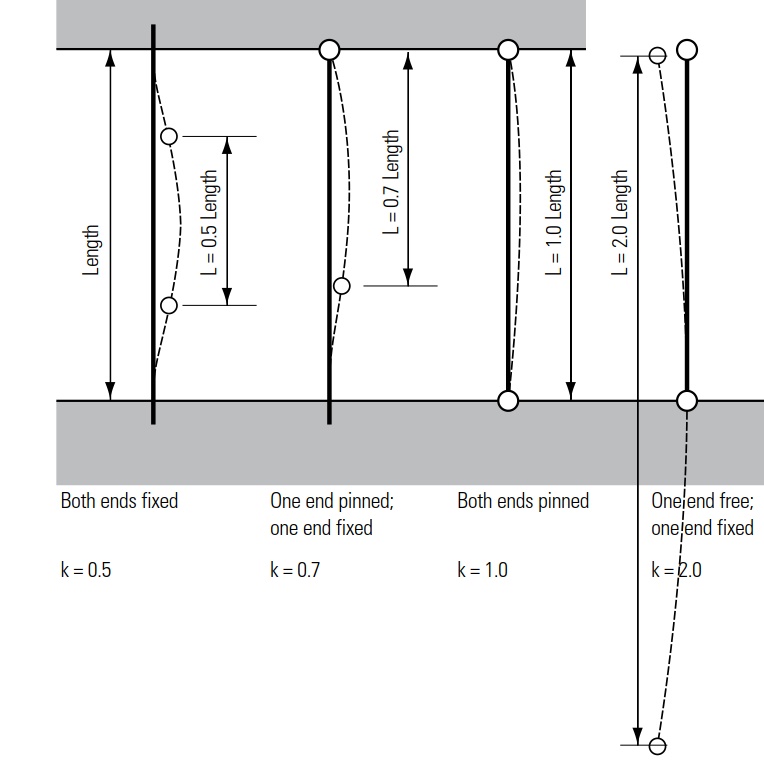 Length
L = 0.5 Length
L = 0.7 Length
L = 1.0 Length
L = 2.0 Length
Both ends fixed
k = 0.5
One end pinned;
one end fixed
k = 0.7
Both ends pinned
k = 1.0
One end free;
one end fixed
k = 2.0